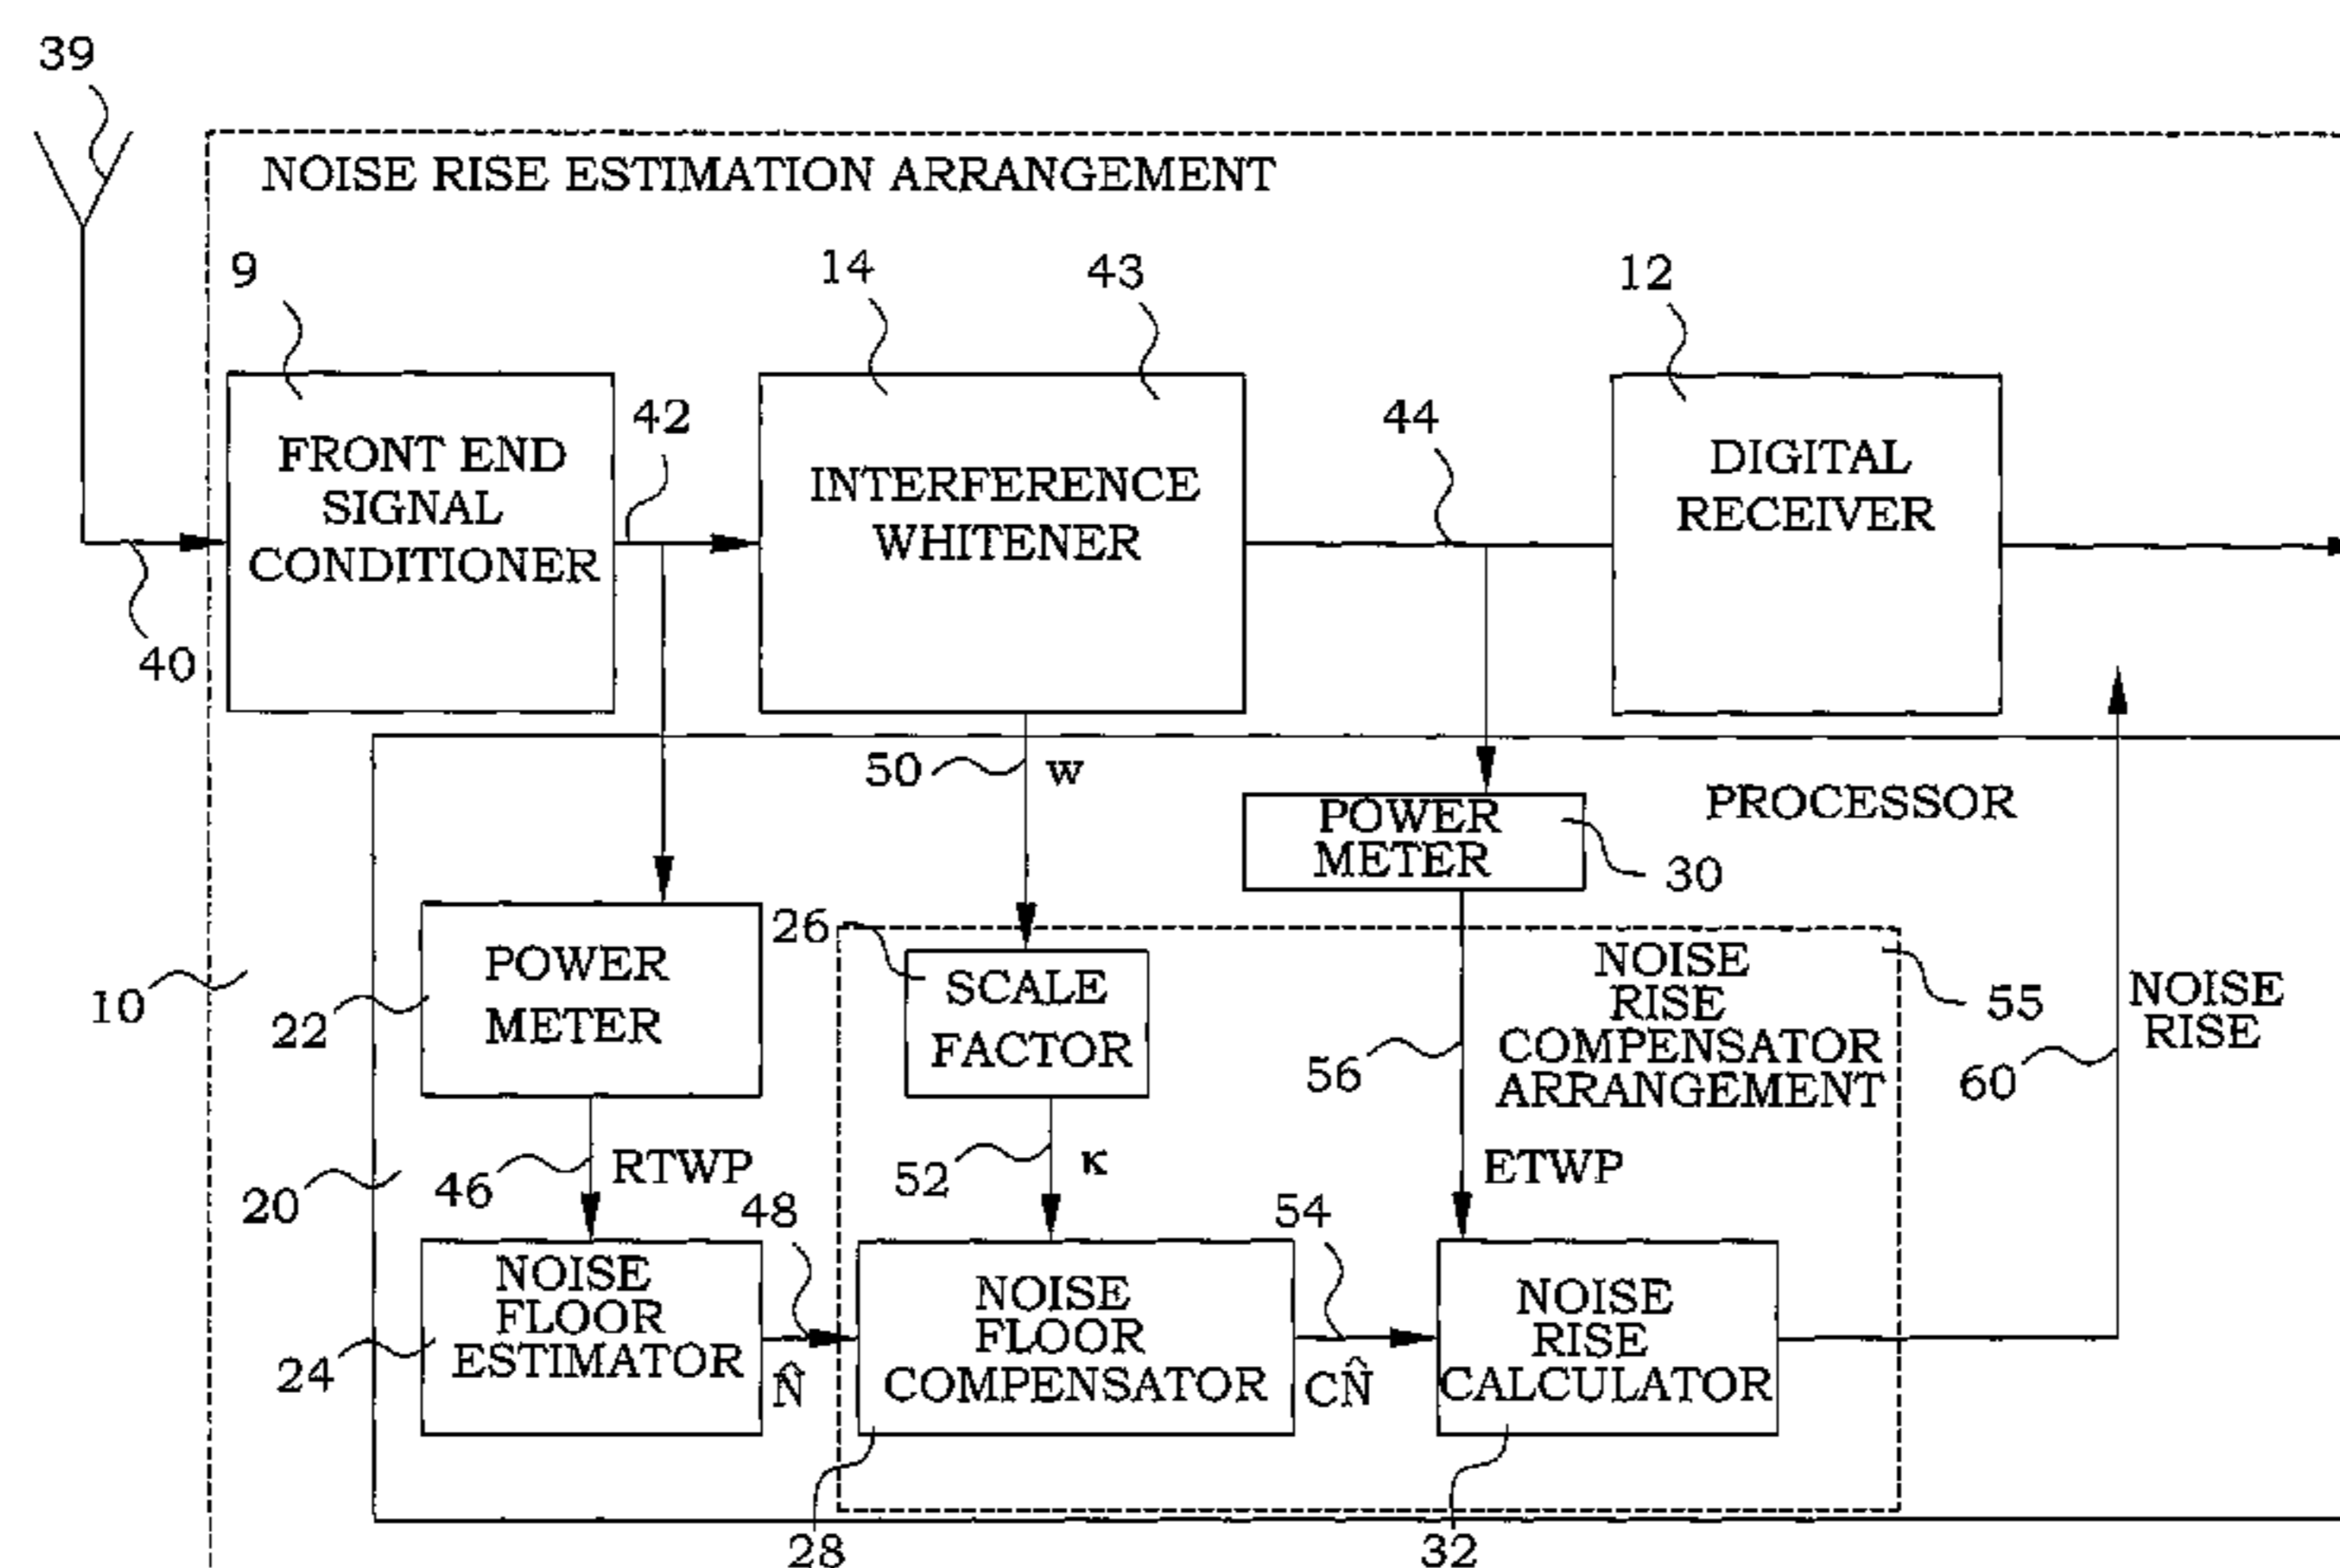 39
NOISE RISE ESTIMATION ARRANGEMENT
9
14
43
12
FRONT END
SIGNAL
CONDITIONER
42
INTERFERENCE
WHITENER
44
DIGITAL
RECEIVER
40
50
w
POWER
METER
30
PROCESSOR
10
22
POWER
METER
26
SCALE
FACTOR
NOISE
RISE
COMPENSATOR
ARRANGEMENT
55
56
NOISE
RISE
60
20
46
RTWP
48
52
κ
54
ETWP
24
NOISE
FLOOR
ESTIMATOR
N̂
NOISE
FLOOR
COMPENSATOR
CN̂
NOISE
RISE
CALCULATOR
28
32